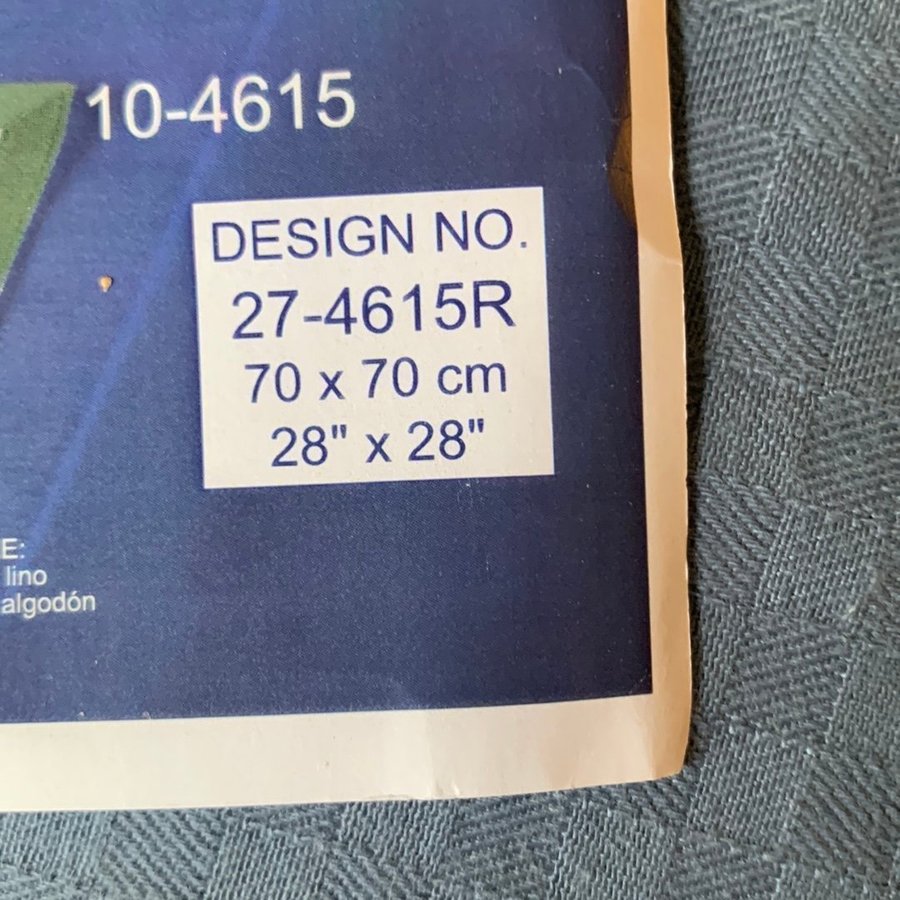 10-4615
DESIGN NO.
27-4615R
70 x 70 cm
28" x 28"
E:
lino
algodón